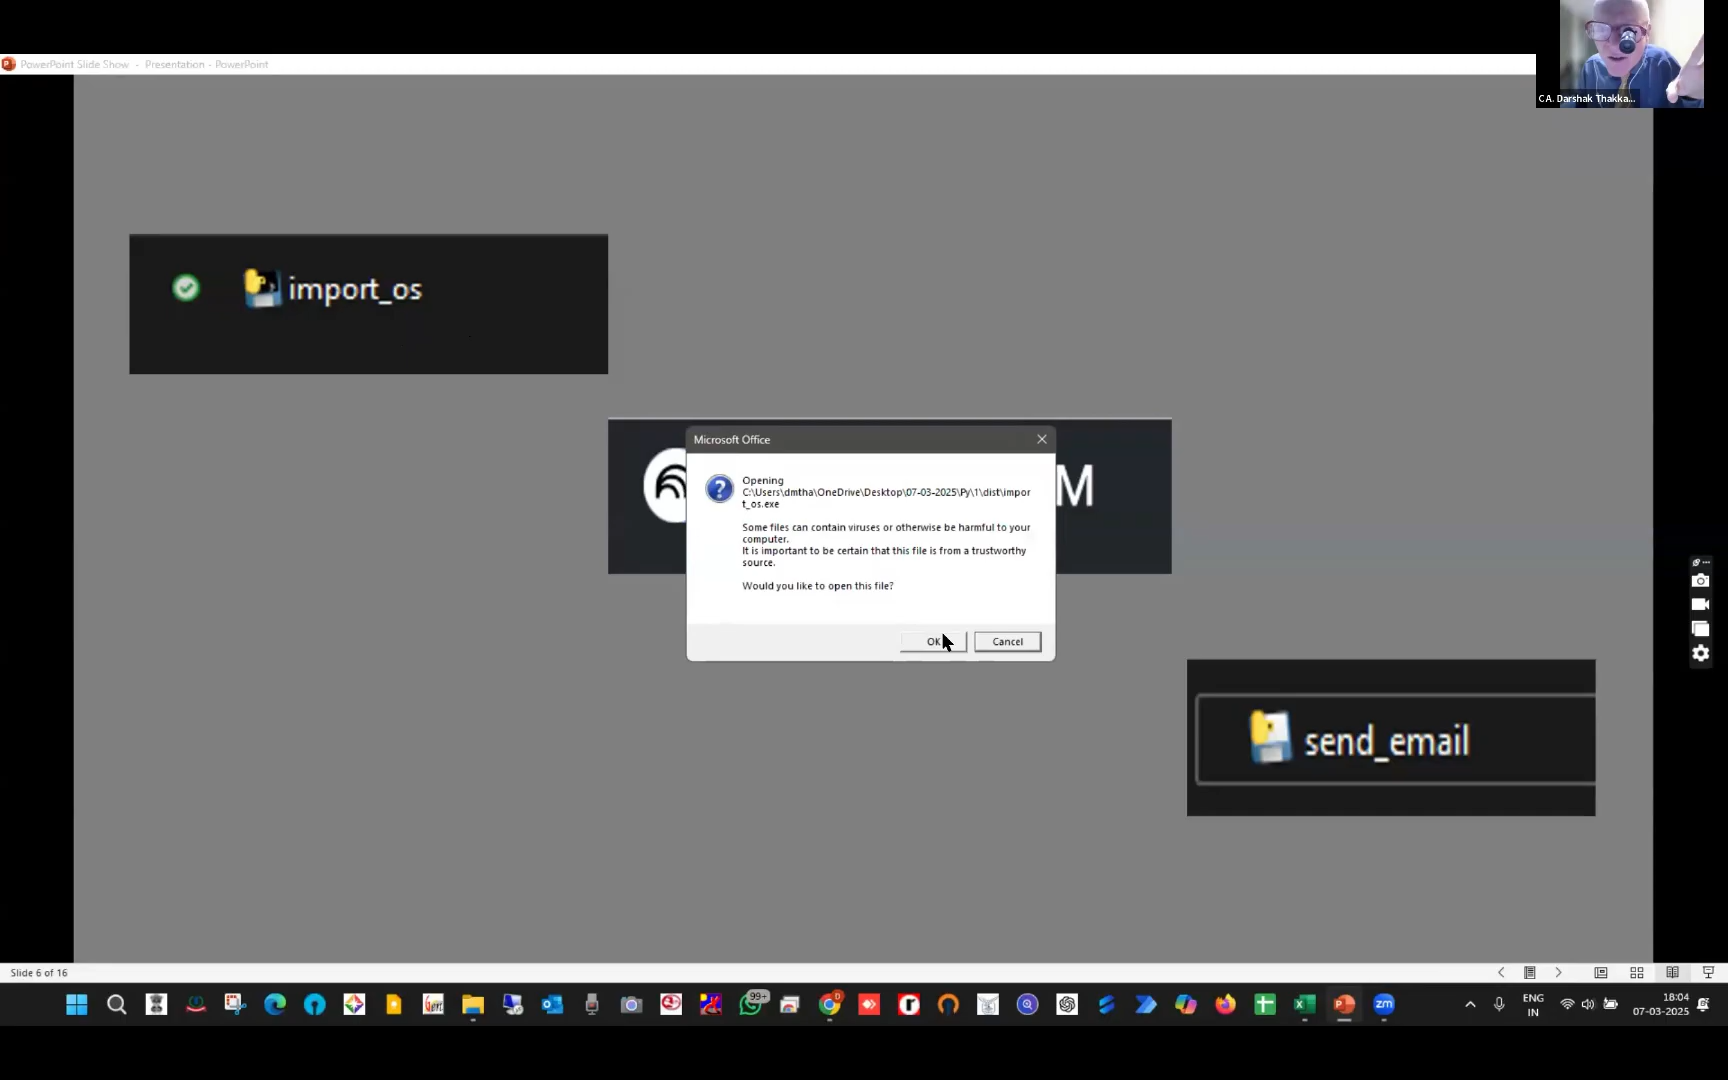 PowerPoint Slide Show - Presentation - PowerPoint
CA. Darshak Thakka...
import_os
Microsoft Office
Opening
C:\Users\dmtha\OneDrive\Desktop\07-03-2025\Py\1\dist\impor
t_os.exe
Some files can contain viruses or otherwise be harmful to your
computer.
It is important to be certain that this file is from a trustworthy
source.
Would you like to open this file?
OK
Cancel
M
send_email
Slide 6 of 16
99+
ENG
IN
18:04
07-03-2025